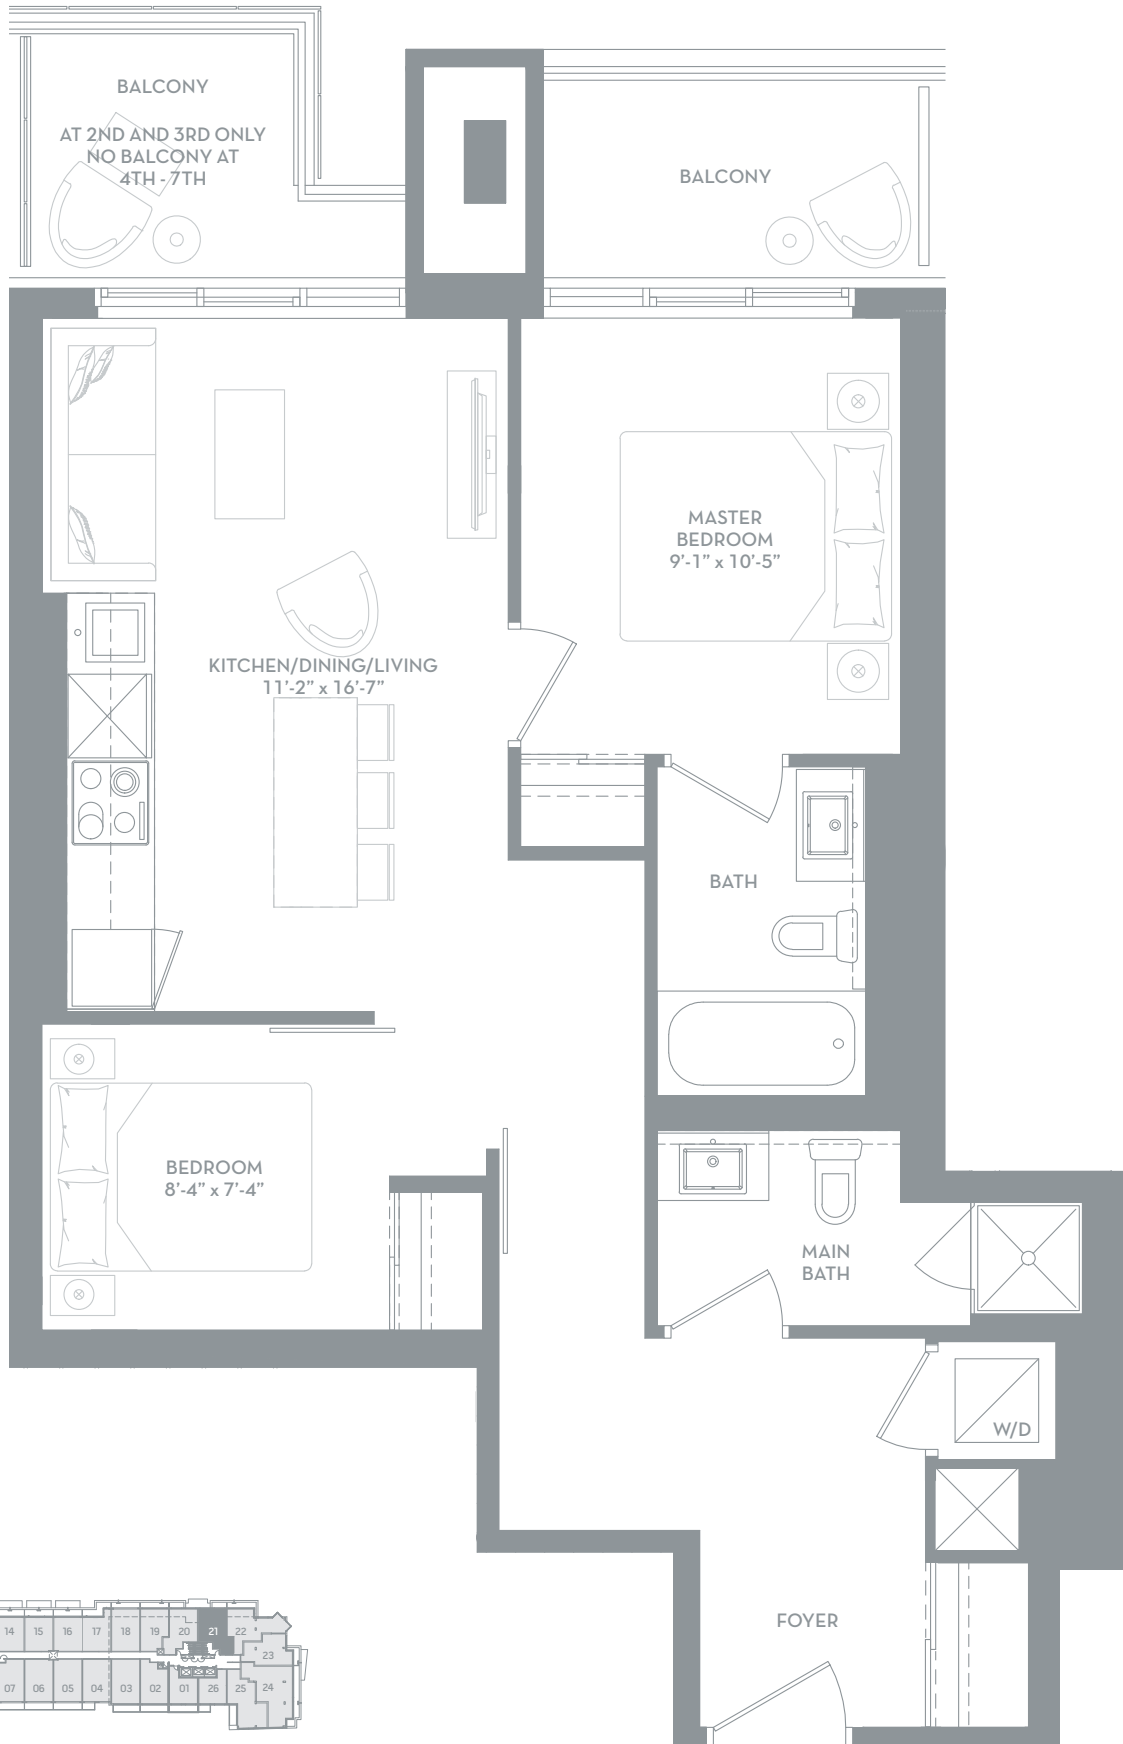 BALCONY
AT 2ND AND 3RD ONLY
NO BALCONY AT
4TH - 7TH
BALCONY
MASTER
BEDROOM
9’-1” x 10’-5”
KITCHEN/DINING/LIVING
11’-2” x 16’-7”
BATH
BEDROOM
8’-4” x 7’-4”
MAIN
BATH
W/D
FOYER
14 15 16 17 18 19 20 21 22
23
07 06 05 04 03 02 01 26 25 24